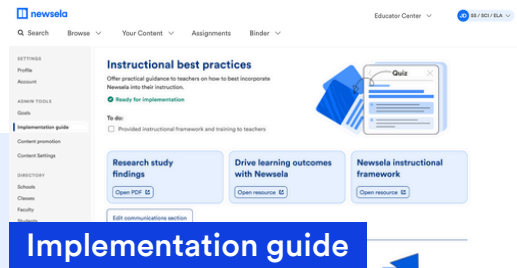 newsela
Educator Center
JD SS / SCI / ELA
Search Browse Your Content Assignments Binder
SETTINGS
Profile
Account
ADMIN TOOLS
Goals
Implementation guide
Content promotion
Content Settings
DIRECTORY
Schools
Classes
Faculty
Students
Instructional best practices
Offer practical guidance to teachers on how to best incorporate
Newsela into their instruction.
Ready for implementation
To do:
Provided instructional framework and training to teachers
Quiz
Research study
findings
Open PDF
Drive learning outcomes
with Newsela
Open resource
Newsela instructional
framework
Open resource
Edit communications section
Implementation guide